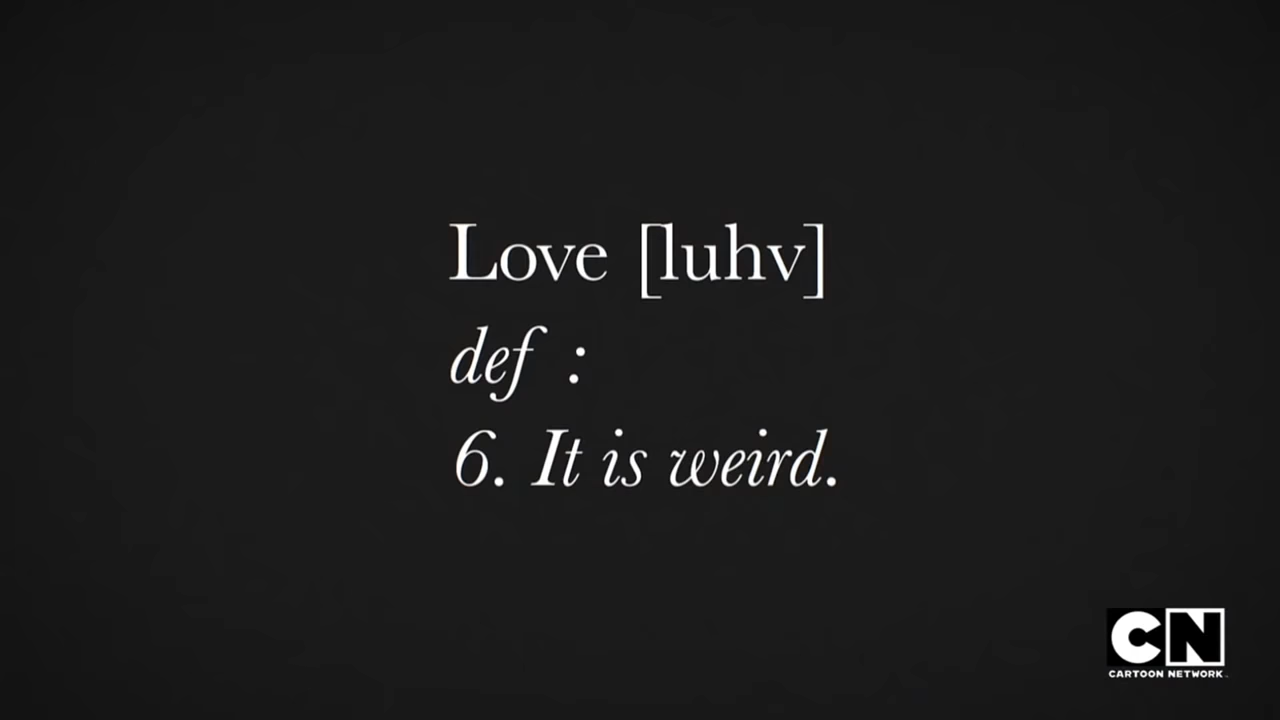 Love [luhv]
def :
6. It is weird.
CN
CARTOON NETWORK